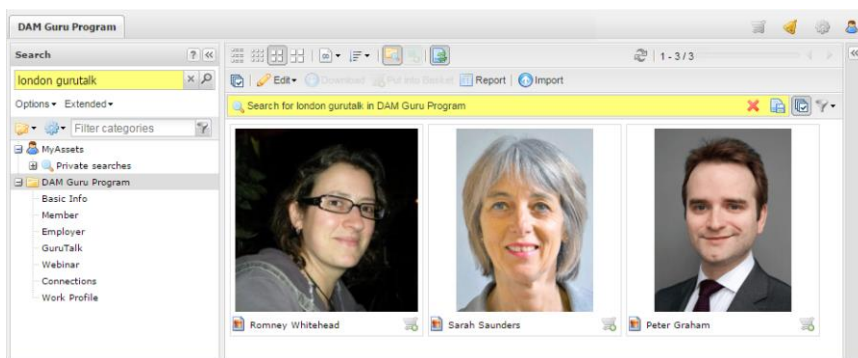 DAM Guru Program
Search
london gurutalk
Options Extended
Filter categories
MyAssets
Private searches
DAM Guru Program
Basic Info
Member
Employer
GuruTalk
Webinar
Connections
Work Profile
1 - 3 / 3
Edit Download Put into Basket Report Import
Search for london gurutalk in DAM Guru Program
Romney Whitehead
Sarah Saunders
Peter Graham